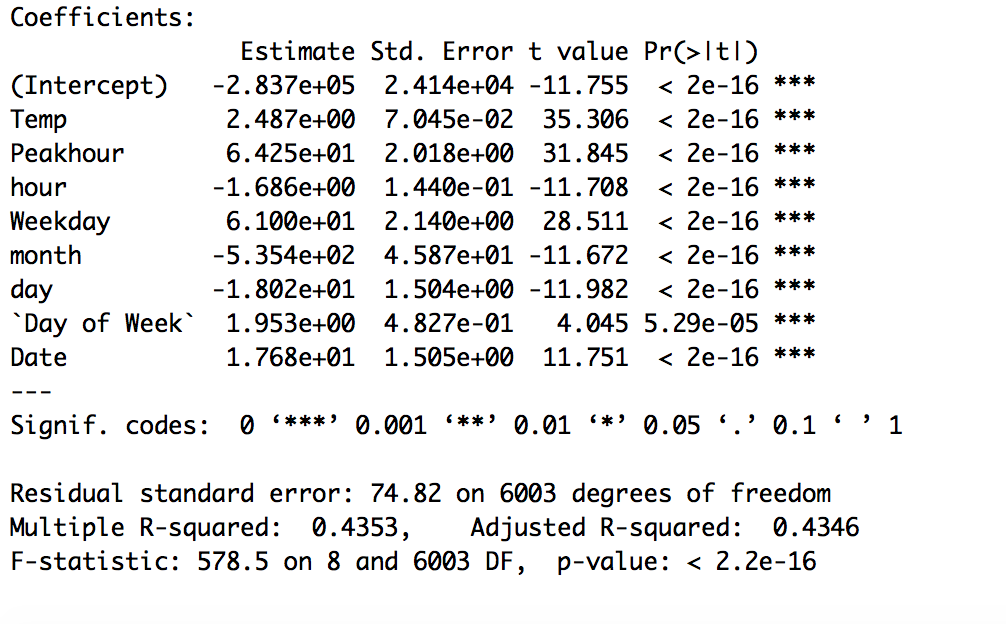 Coefficients:
              Estimate Std. Error t value Pr(>|t|)
(Intercept) -2.837e+05 2.414e+04 -11.755 < 2e-16 ***
Temp 2.487e+00 7.045e-02 35.306 < 2e-16 ***
Peakhour 6.425e+01 2.018e+00 31.845 < 2e-16 ***
hour -1.686e+00 1.440e-01 -11.708 < 2e-16 ***
Weekday 6.100e+01 2.140e+00 28.511 < 2e-16 ***
month -5.354e+02 4.587e+01 -11.672 < 2e-16 ***
day -1.802e+01 1.504e+00 -11.982 < 2e-16 ***
`Day of Week` 1.953e+00 4.827e-01 4.045 5.29e-05 ***
Date 1.768e+01 1.505e+00 11.751 < 2e-16 ***
---
Signif. codes: 0 ‘***’ 0.001 ‘**’ 0.01 ‘*’ 0.05 ‘.’ 0.1 ‘ ’ 1
Residual standard error: 74.82 on 6003 degrees of freedom
Multiple R-squared: 0.4353, Adjusted R-squared: 0.4346
F-statistic: 578.5 on 8 and 6003 DF, p-value: < 2.2e-16